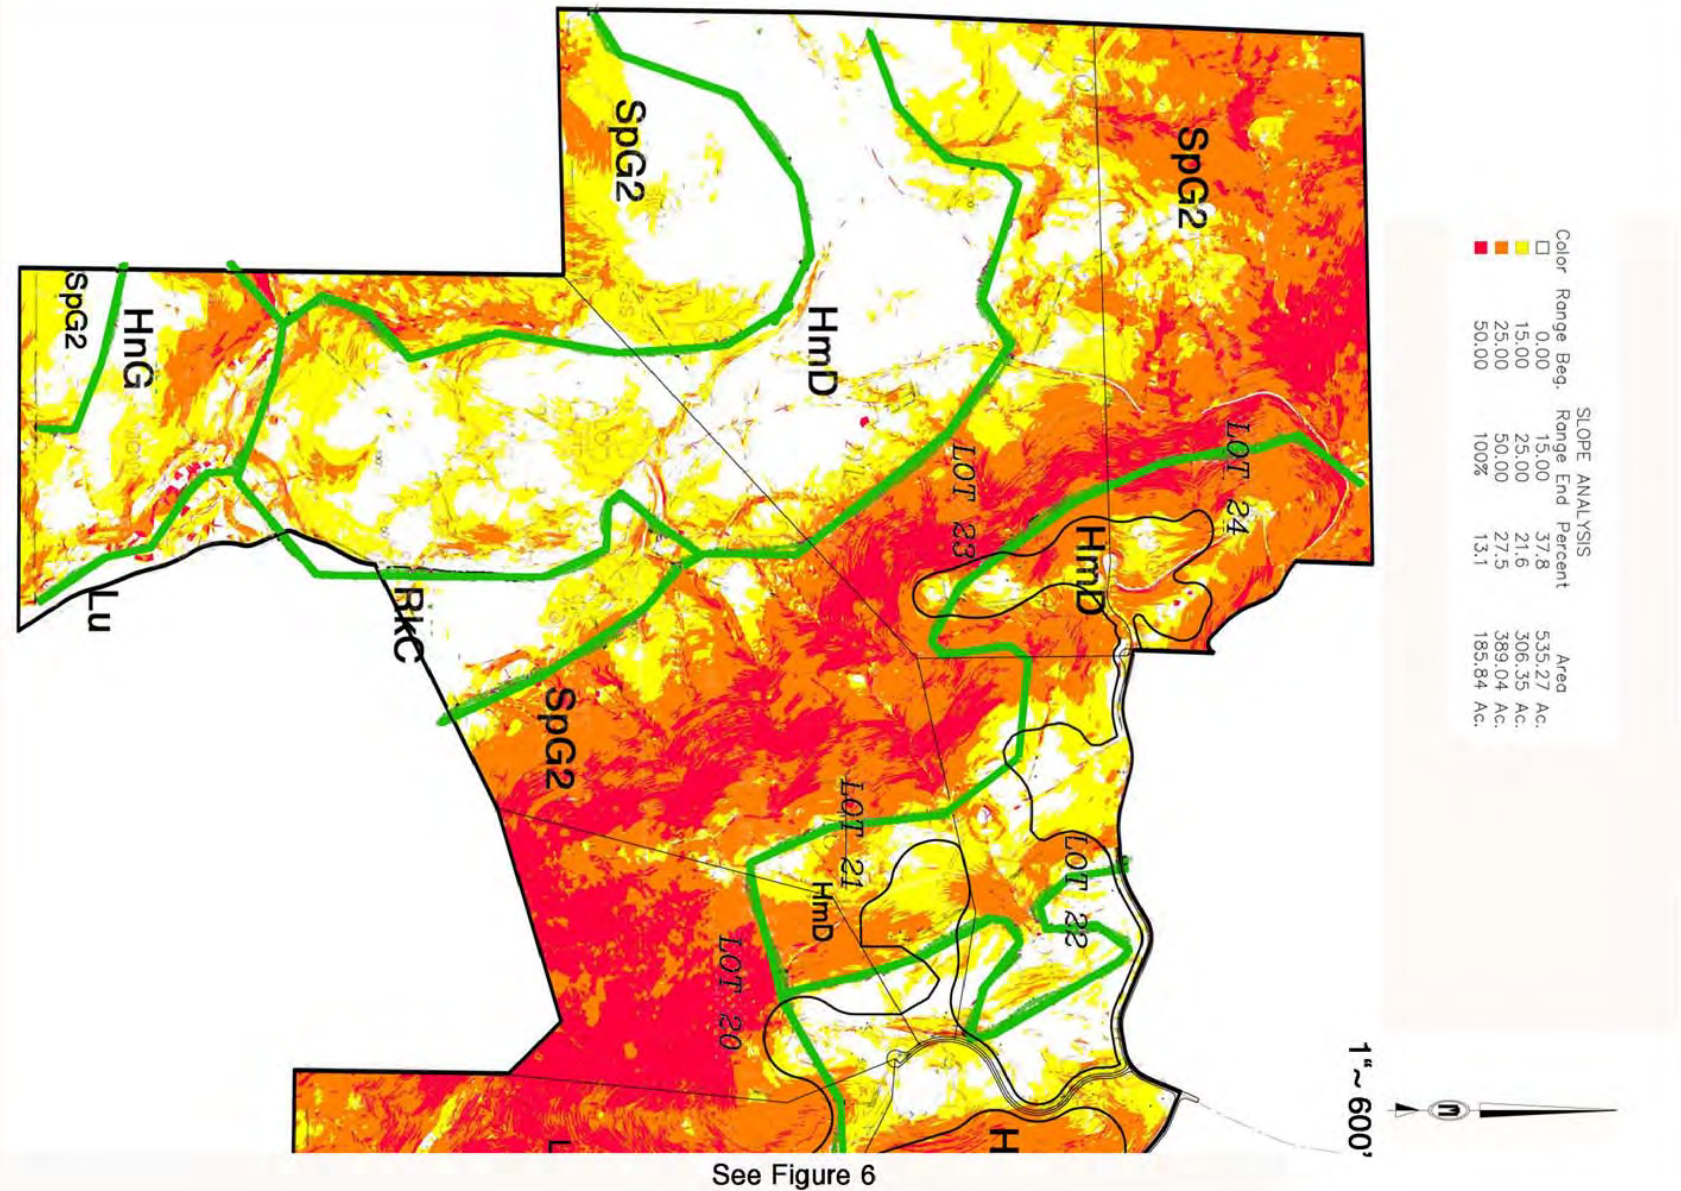 SLOPE ANALYSIS
Color Range Beg. Range End Percent Area
0.00 15.00 37.8 535.27 Ac.
15.00 25.00 21.6 306.35 Ac.
25.00 50.00 27.5 389.04 Ac.
50.00 100% 13.1 185.84 Ac.
1"~ 600'
SpG2
SpG2
HmD
SpG2
HnG
LOT 24
LOT 23
HmD
Lu
RkC
SpG2
LOT 21
HmD
LOT 22
LOT 20
H
L
See Figure 6